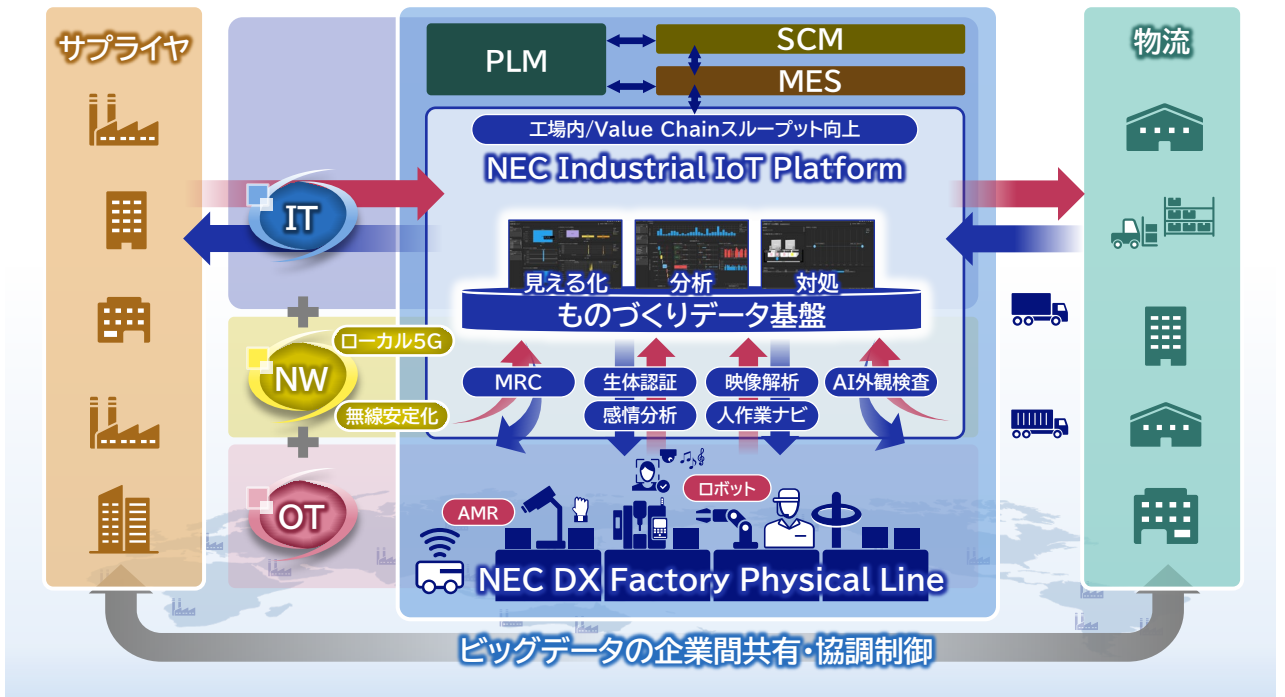 サプライヤ
物流
PLM
SCM
MES
工場内/Value Chainスループット向上
NEC Industrial IoT Platform
IT
見える化
分析
対処
ものづくりデータ基盤
ローカル5G
NW
無線安定化
MRC
生体認証
映像解析
AI外観検査
感情分析
人作業ナビ
OT
AMR
ロボット
NEC DX Factory Physical Line
ビッグデータの企業間共有・協調制御